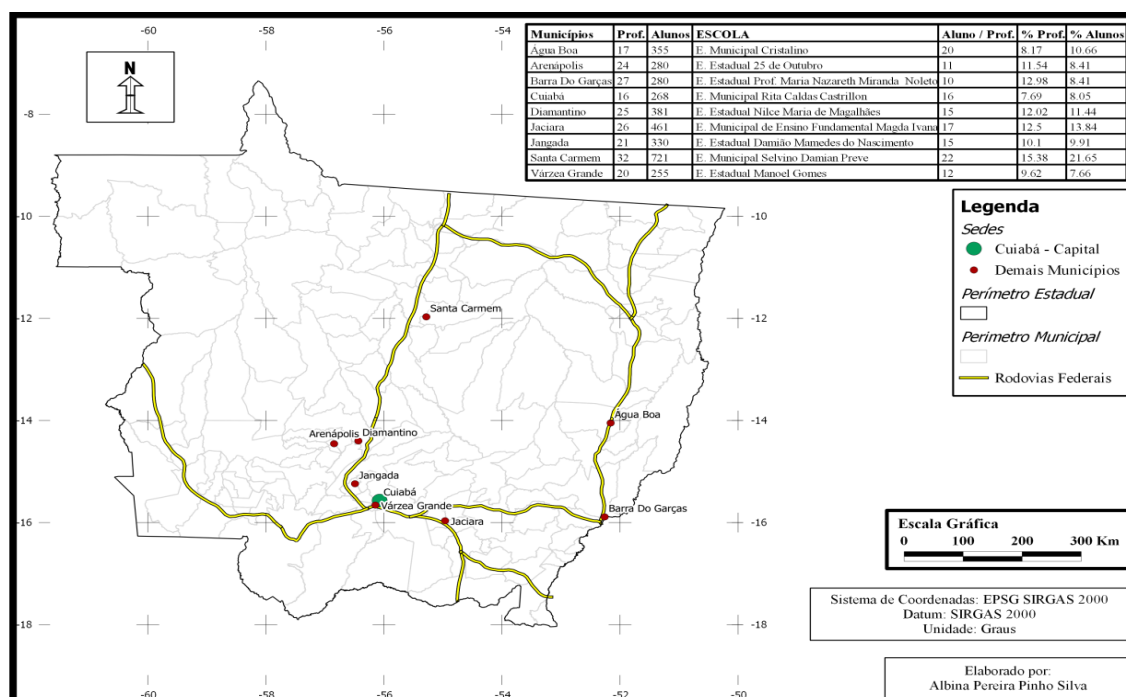 -60 -58 -56 -54 -52 -50
N
Municípios Prof. Alunos ESCOLA Aluno / Prof. % Prof. % Alunos
Água Boa 17 355 E. Municipal Cristalino 20 8.17 10.66
Arenápolis 24 280 E. Estadual 25 de Outubro 11 11.54 8.41
Barra Do Garças 27 280 E. Estadual Prof. Maria Nazareth Miranda Noleto 10 12.98 8.41
Cuiabá 16 268 E. Municipal Rita Caldas Castrillon 16 7.69 8.05
Diamantino 25 381 E. Estadual Nilce Maria de Magalhães 15 12.02 11.44
Jaciara 26 461 E. Municipal de Ensino Fundamental Magda Ivana 17 12.5 13.84
Jangada 21 330 E. Estadual Damião Mamedes do Nascimento 15 10.1 9.91
Santa Carmem 32 721 E. Municipal Selvino Damian Preve 22 15.38 21.65
Várzea Grande 20 255 E. Estadual Manoel Gomes 12 9.62 7.66
-8
-10 -10
-12 -12
-14 -14
-16 -16
-18 -18
Santa Carmem
Água Boa
Arenápolis Diamantino
Jangada
Cuiabá
Várzea Grande
Jaciara
Barra Do Garças
Legenda
Sedes
Cuiabá - Capital
Demais Municípios
Perímetro Estadual
Perimetro Municipal
Rodovias Federais
Escala Gráfica
0 100 200 300 Km
Sistema de Coordenadas: EPSG SIRGAS 2000
Datum: SIRGAS 2000
Unidade: Graus
Elaborado por:
Albina Pereira Pinho Silva
-60 -58 -56 -54 -52 -50